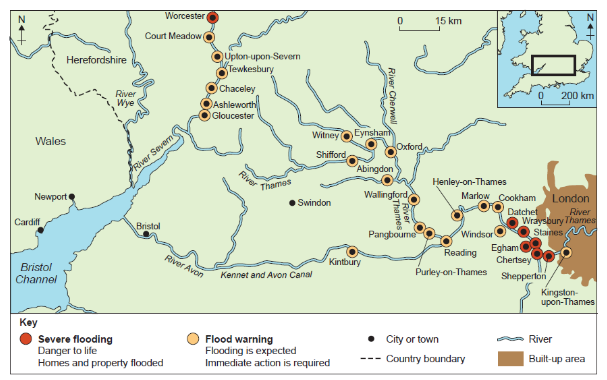 Worcester
Court Meadow
Upton-upon-Severn
Tewkesbury
Chaceley
Ashleworth
Gloucester
Herefordshire
River
Wye
Wales
River Severn
Newport
Cardiff
Bristol
Bristol
Channel
River Avon
Kennet and Avon Canal
Swindon
River
Thames
Witney
Eynsham
Shifford
Abingdon
Oxford
River Cherwell
Wallingford
River
Thames
Pangbourne
Kintbury
Reading
Purley-on-Thames
Henley-on-Thames
Marlow
Cookham
Datchet
Wraysbury
Windsor
Staines
Egham
Chertsey
Shepperton
Kingston-
upon-Thames
London
River
Thames
0 15 km
N
N
0 200 km
Key
Severe flooding
Danger to life
Homes and property flooded
Flood warning
Flooding is expected
Immediate action is required
City or town
Country boundary
River
Built-up area